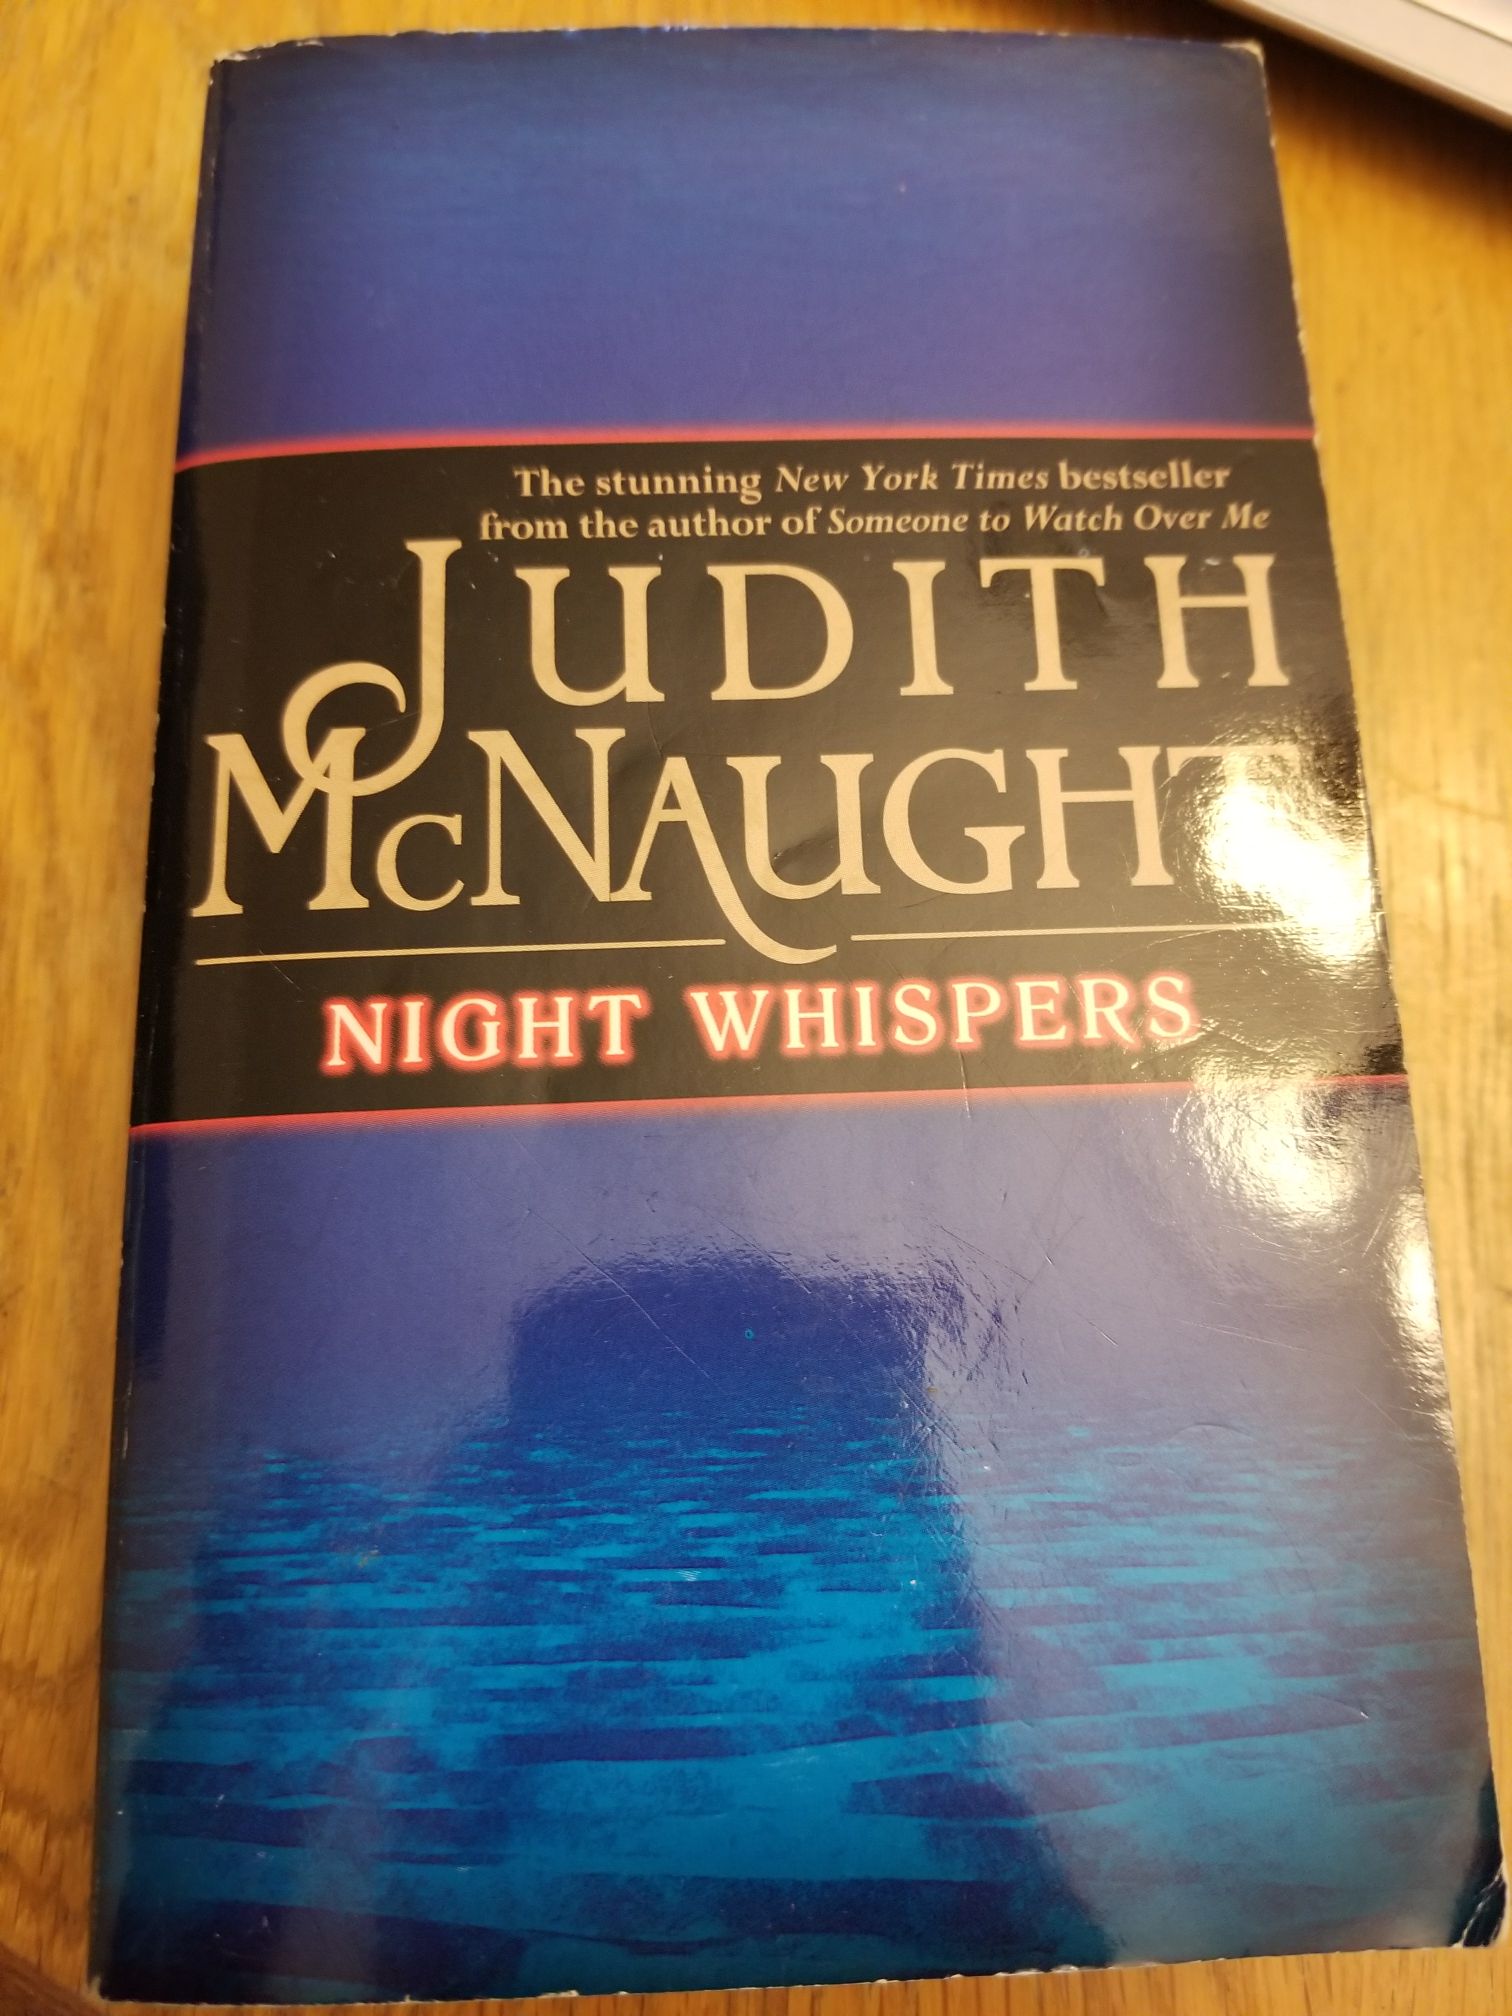 The stunning New York Times bestseller
from the author of Someone to Watch Over Me
JUDITH
MCNAUGHT
NIGHT WHISPERS